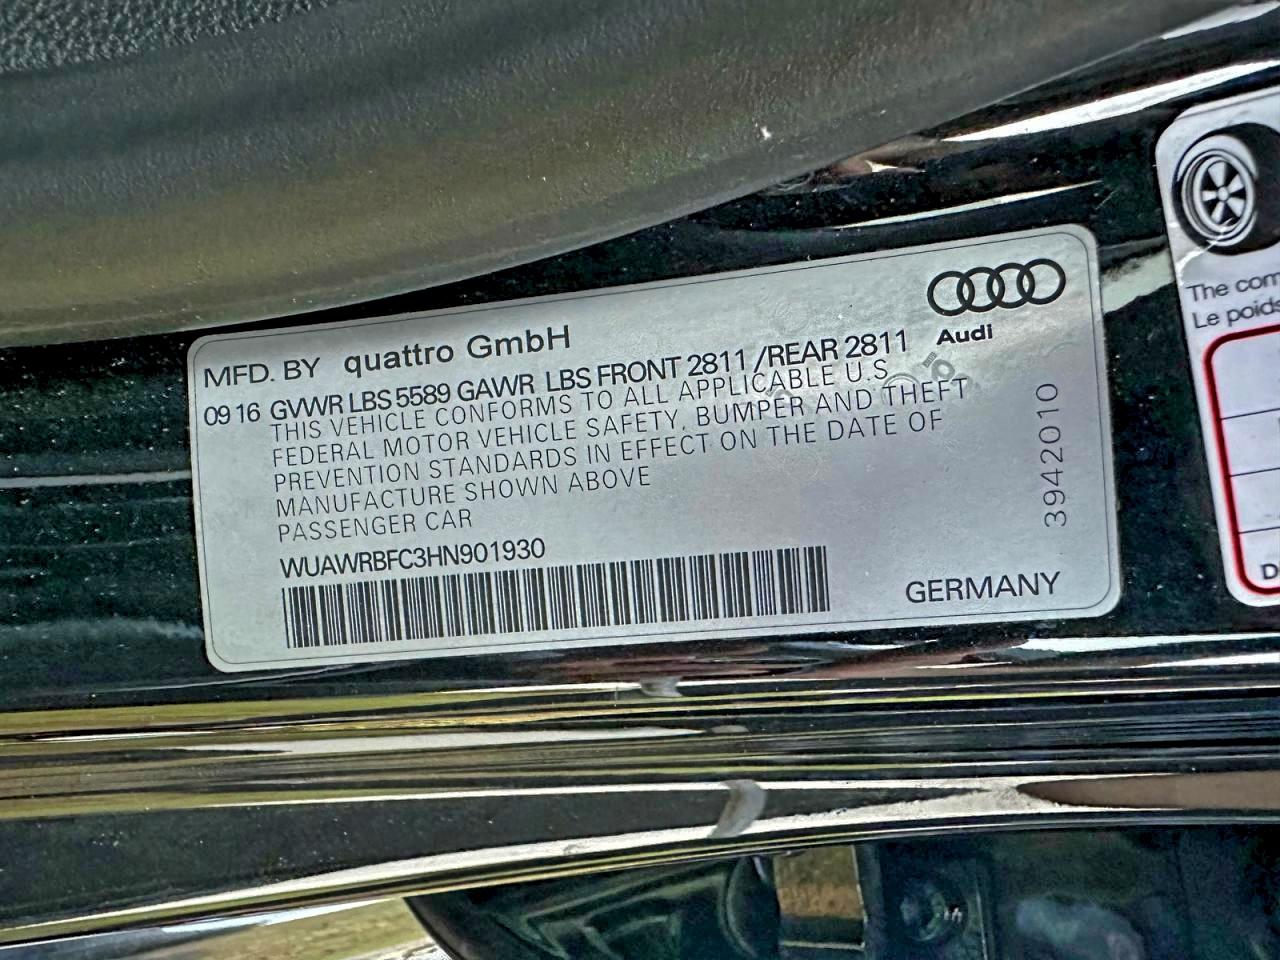 MFD. BY quattro GmbH
Audi
09 16 GVWR LBS 5589 GAWR LBS FRONT 2811 /REAR 2811
THIS VEHICLE CONFORMS TO ALL APPLICABLE U.S
FEDERAL MOTOR VEHICLE SAFETY, BUMPER AND THEFT
PREVENTION STANDARDS IN EFFECT ON THE DATE OF
MANUFACTURE SHOWN ABOVE
PASSENGER CAR
WUAWRBFC3HN901930
GERMANY
3942010
The com
Le poids